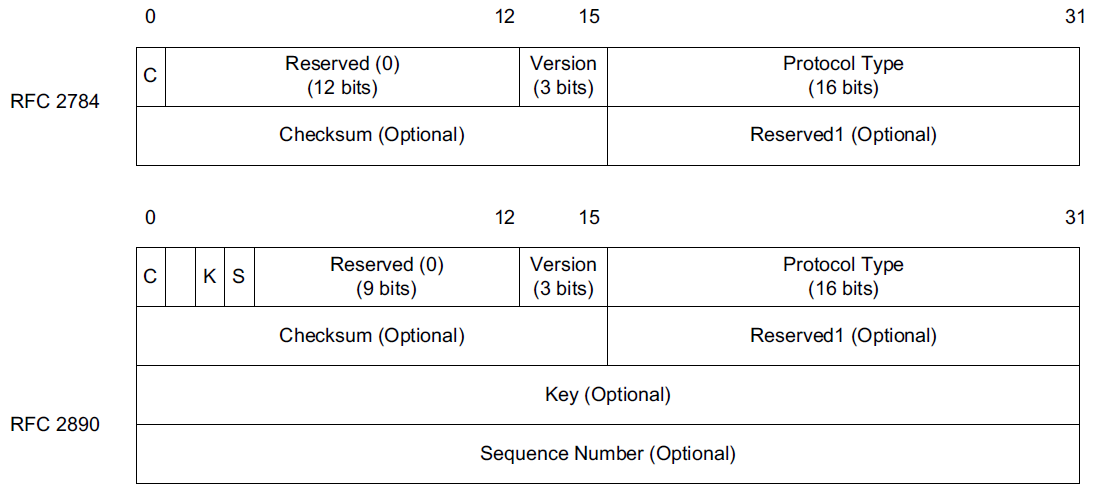 0 12 15 31
C Reserved (0) Version Protocol Type
(12 bits) (3 bits) (16 bits)
RFC 2784
Checksum (Optional) Reserved1 (Optional)
0 12 15 31
C K S Reserved (0) Version Protocol Type
(9 bits) (3 bits) (16 bits)
Checksum (Optional) Reserved1 (Optional)
Key (Optional)
RFC 2890
Sequence Number (Optional)